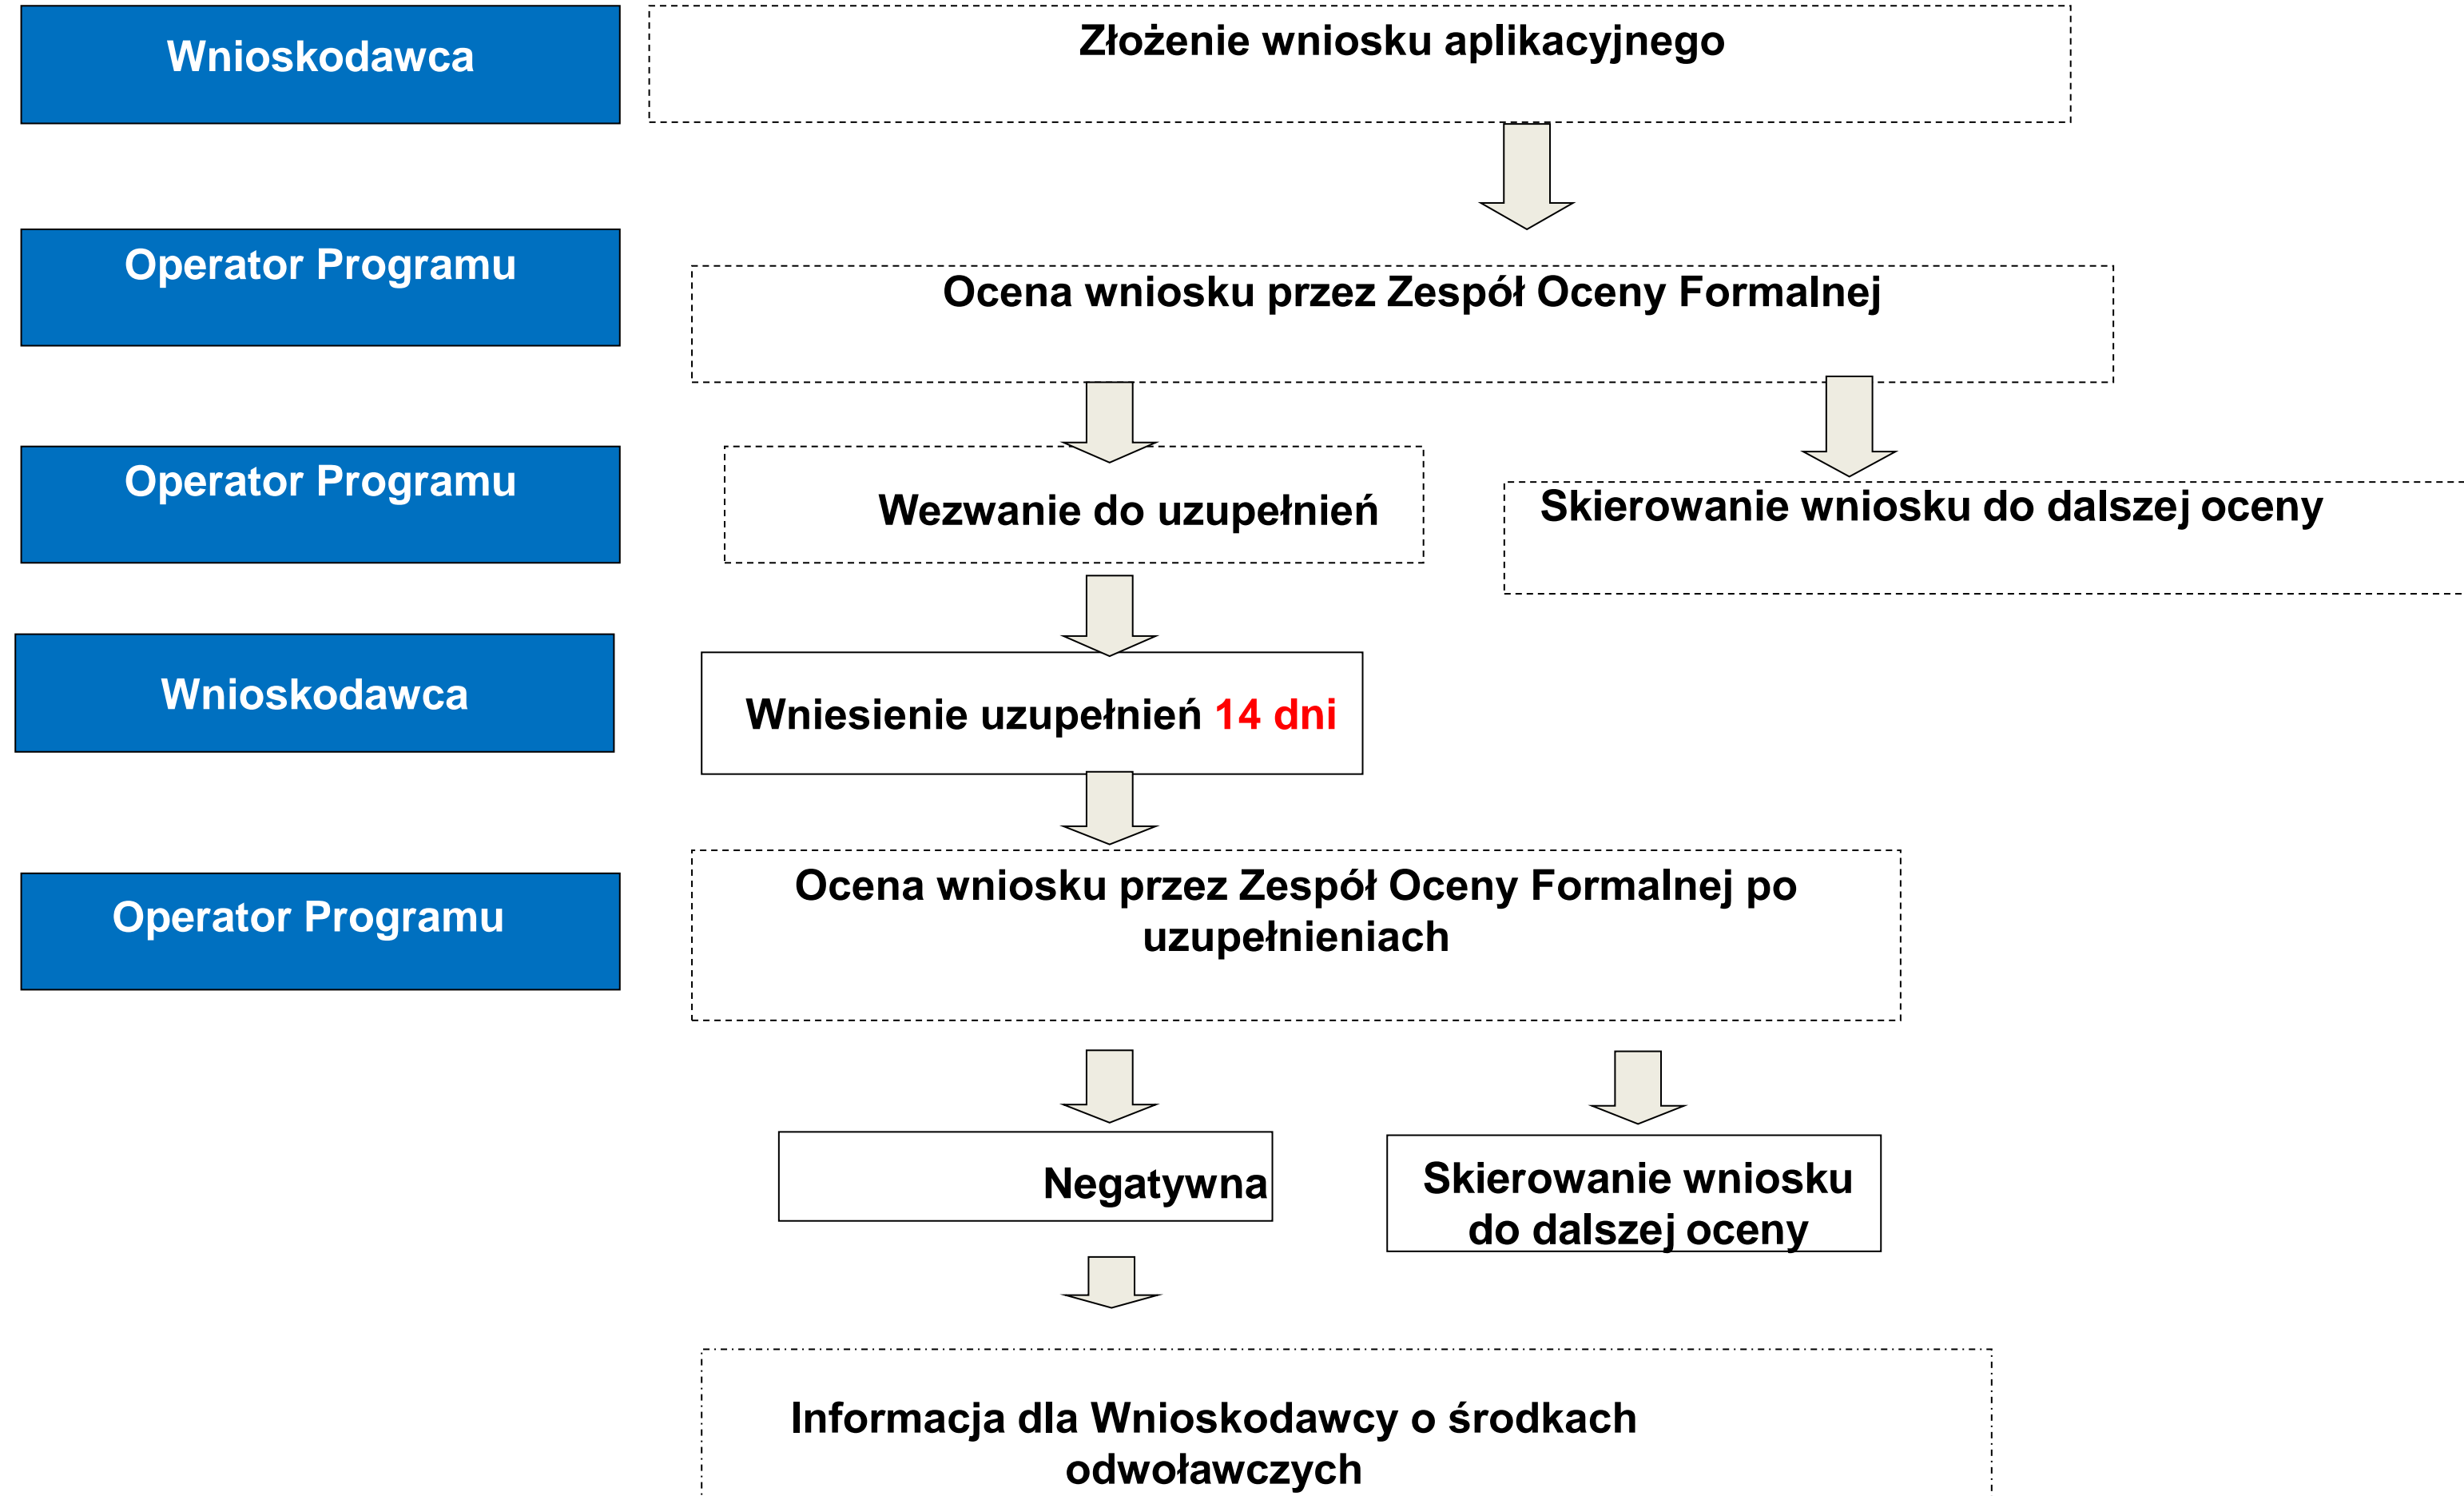 Wnioskodawca
Złożenie wniosku aplikacyjnego
Operator Programu
Ocena wniosku przez Zespół Oceny Formalnej
Operator Programu
Wezwanie do uzupełnień
Skierowanie wniosku do dalszej oceny
Wnioskodawca
Wniesienie uzupełnień 14 dni
Operator Programu
Ocena wniosku przez Zespół Oceny Formalnej po
uzupełnieniach
Negatywna
Skierowanie wniosku
do dalszej oceny
Informacja dla Wnioskodawcy o środkach
odwoławczych